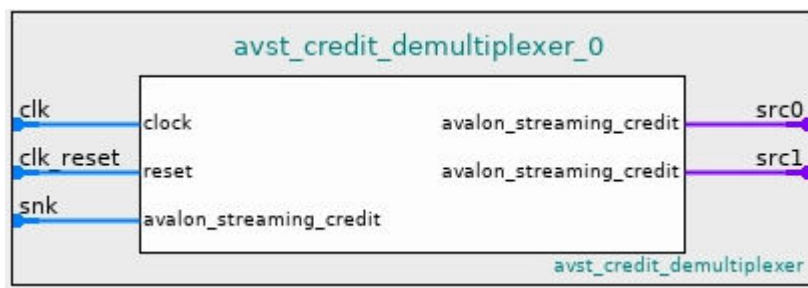 avst_credit_demultiplexer_0
clk
clock
avalon_streaming_credit
src0
clk_reset
reset
avalon_streaming_credit
src1
snk
avalon_streaming_credit
avst_credit_demultiplexer